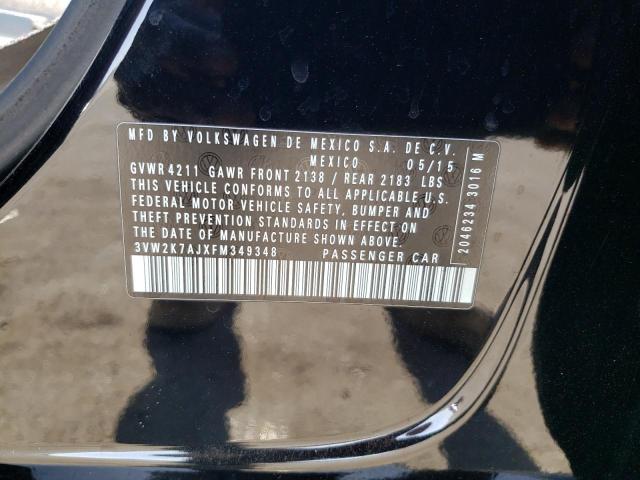 MFD BY VOLKSWAGEN DE MEXICO S.A. DE C.V.
MEXICO 05/15
GVWR 4211 GAWR FRONT 2138 / REAR 2183 LBS
THIS VEHICLE CONFORMS TO ALL APPLICABLE U.S.
FEDERAL MOTOR VEHICLE SAFETY, BUMPER AND
THEFT PREVENTION STANDARDS IN EFFECT ON
THE DATE OF MANUFACTURE SHOWN ABOVE.
3VW2K7AJXFM349348 PASSENGER CAR
2046234 3016 M